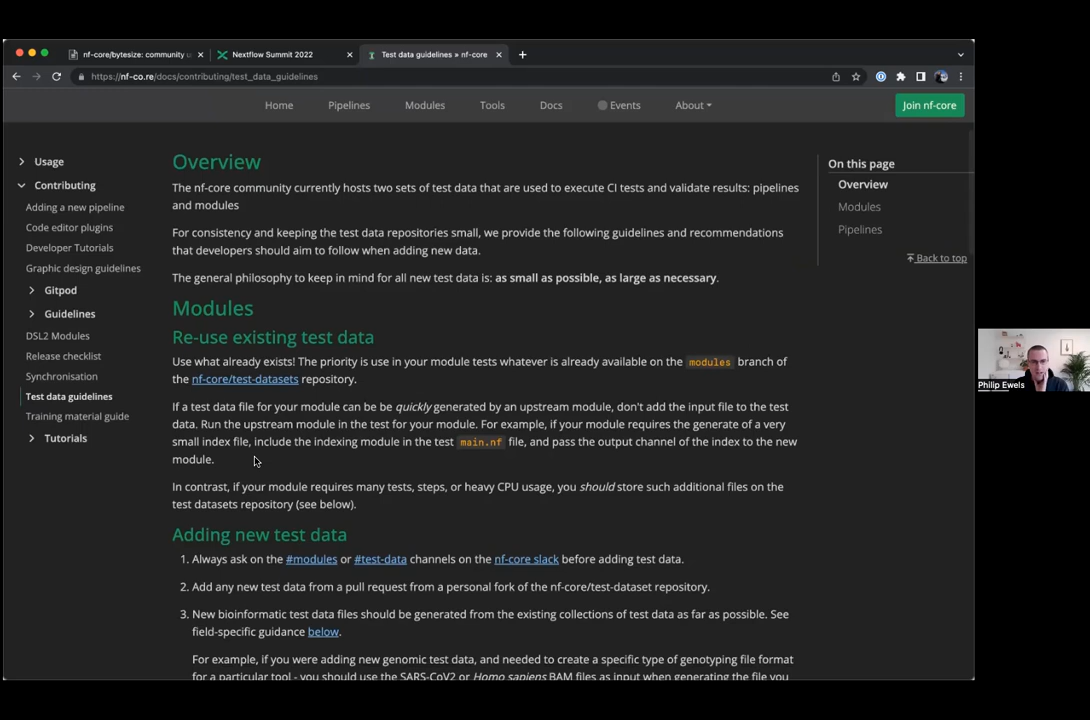 nf-core/bytesize: community
Nextflow Summit 2022
Test data guidelines » nf-core
https://nf-co.re/docs/contributing/test_data_guidelines
Home Pipelines Modules Tools Docs Events About Join nf-core
Usage
Contributing
Adding a new pipeline
Code editor plugins
Developer Tutorials
Graphic design guidelines
Gitpod
Guidelines
DSL2 Modules
Release checklist
Synchronisation
Test data guidelines
Training material guide
Tutorials
Overview
The nf-core community currently hosts two sets of test data that are used to execute CI tests and validate results: pipelines
and modules
For consistency and keeping the test data repositories small, we provide the following guidelines and recommendations
that developers should aim to follow when adding new data.
The general philosophy to keep in mind for all new test data is: as small as possible, as large as necessary.
Modules
Re-use existing test data
Use what already exists! The priority is use in your module tests whatever is already available on the modules branch of
the nf-core/test-datasets repository.
If a test data file for your module can be be quickly generated by an upstream module, don't add the input file to the test
data. Run the upstream module in the test for your module. For example, if your module requires the generate of a very
small index file, include the indexing module in the test main.nf file, and pass the output channel of the index to the new
module.
In contrast, if your module requires many tests, steps, or heavy CPU usage, you should store such additional files on the
test datasets repository (see below).
Adding new test data
1. Always ask on the #modules or #test-data channels on the nf-core slack before adding test data.
2. Add any new test data from a pull request from a personal fork of the nf-core/test-dataset repository.
3. New bioinformatic test data files should be generated from the existing collections of test data as far as possible. See
field-specific guidance below.
For example, if you were adding new genomic test data, and needed to create a specific type of genotyping file format
for a particular tool - you should use the SARS-CoV2 or Homo sapiens BAM files as input when generating the file you
On this page
Overview
Modules
Pipelines
Back to top
Philip Ewels